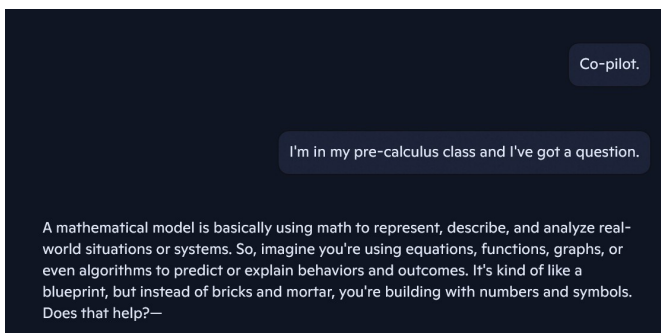 Co-pilot.
I'm in my pre-calculus class and I've got a question.
A mathematical model is basically using math to represent, describe, and analyze real-
world situations or systems. So, imagine you're using equations, functions, graphs, or
even algorithms to predict or explain behaviors and outcomes. It's kind of like a
blueprint, but instead of bricks and mortar, you're building with numbers and symbols.
Does that help?—